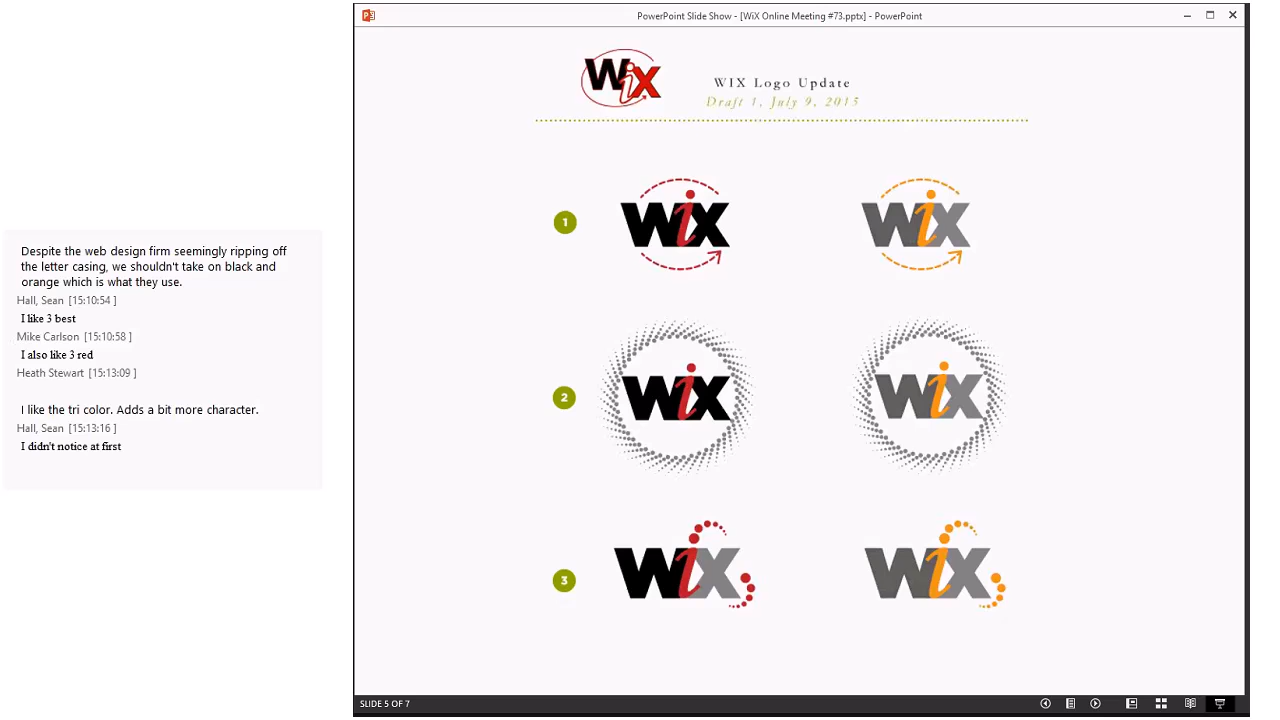 PowerPoint Slide Show - [WiX Online Meeting #73.pptx] - PowerPoint
WiX
WIX Logo Update
Draft 1, July 9, 2015
1
WiX
WiX
2
WiX
WiX
3
WiX
WiX
SLIDE 5 OF 7
Despite the web design firm seemingly ripping off
the letter casing, we shouldn't take on black and
orange which is what they use.
Hall, Sean [15:10:54 ]
I like 3 best
Mike Carlson [15:10:58 ]
I also like 3 red
Heath Stewart [15:13:09 ]
I like the tri color. Adds a bit more character.
Hall, Sean [15:13:16 ]
I didn't notice at first